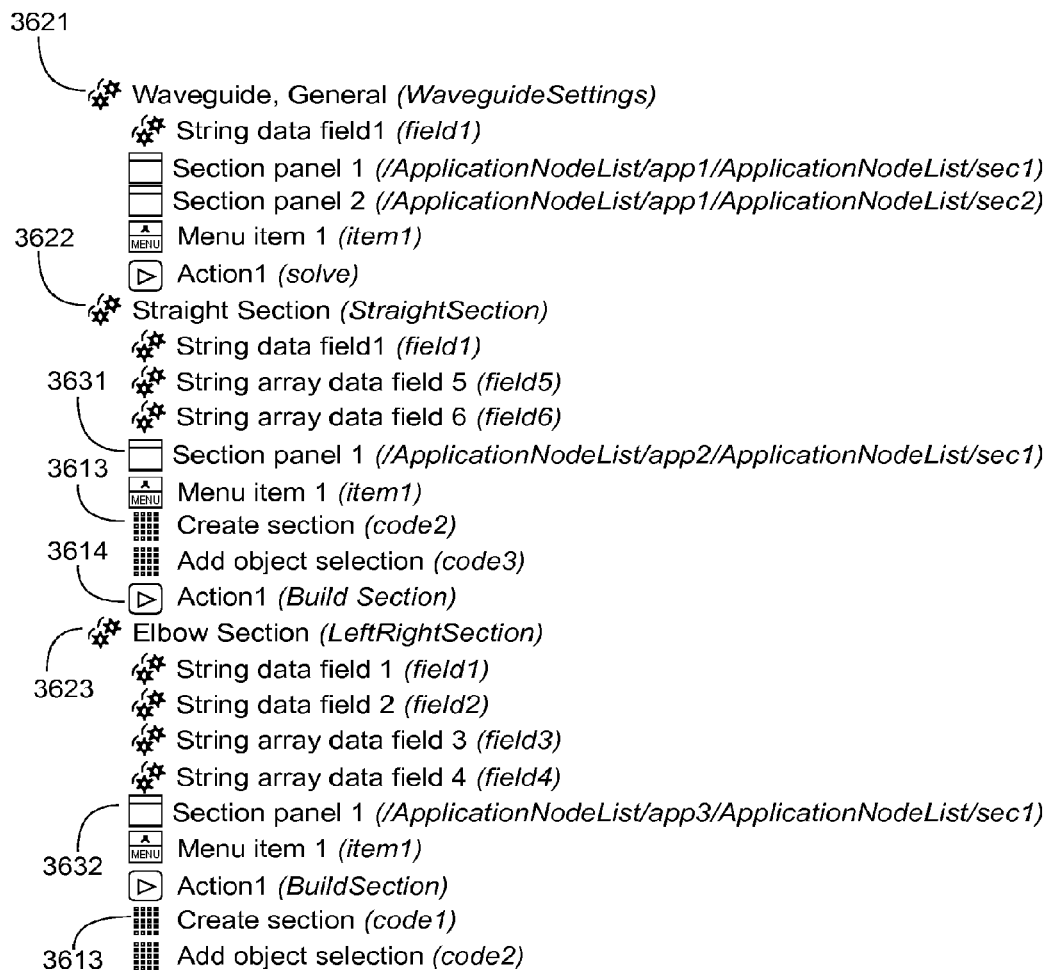 3621
Waveguide, General (WaveguideSettings)
String data field1 (field1)
Section panel 1 (/ApplicationNodeList/app1/ApplicationNodeList/sec1)
Section panel 2 (/ApplicationNodeList/app1/ApplicationNodeList/sec2)
3622
MENU Menu item 1 (item1)
Action1 (solve)
Straight Section (StraightSection)
String data field1 (field1)
3631 String array data field 5 (field5)
String array data field 6 (field6)
Section panel 1 (/ApplicationNodeList/app2/ApplicationNodeList/sec1)
3613
MENU Menu item 1 (item1)
Create section (code2)
3614 Add object selection (code3)
Action1 (Build Section)
Elbow Section (LeftRightSection)
String data field 1 (field1)
3623
String data field 2 (field2)
String array data field 3 (field3)
String array data field 4 (field4)
Section panel 1 (/ApplicationNodeList/app3/ApplicationNodeList/sec1)
MENU Menu item 1 (item1)
3632
Action1 (BuildSection)
Create section (code1)
3613 Add object selection (code2)